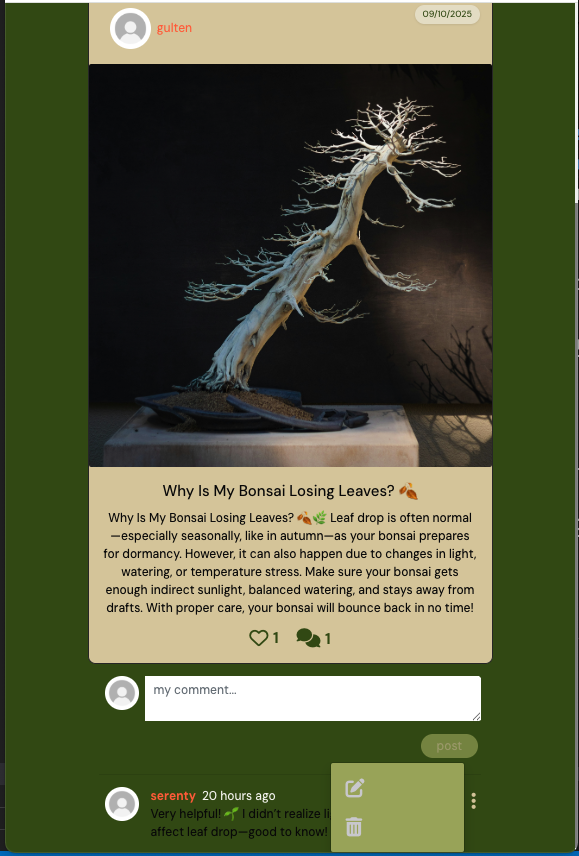 gulten
09/10/2025
Why Is My Bonsai Losing Leaves? 🍂
Why Is My Bonsai Losing Leaves? 🍂🌿 Leaf drop is often normal
—especially seasonally, like in autumn—as your bonsai prepares
for dormancy. However, it can also happen due to changes in light,
watering, or temperature stress. Make sure your bonsai gets
enough indirect sunlight, balanced watering, and stays away from
drafts. With proper care, your bonsai will bounce back in no time!
1 1
my comment...
post
serenty 20 hours ago
Very helpful! 🌱 I didn't realize
affect leaf drop—good to know!